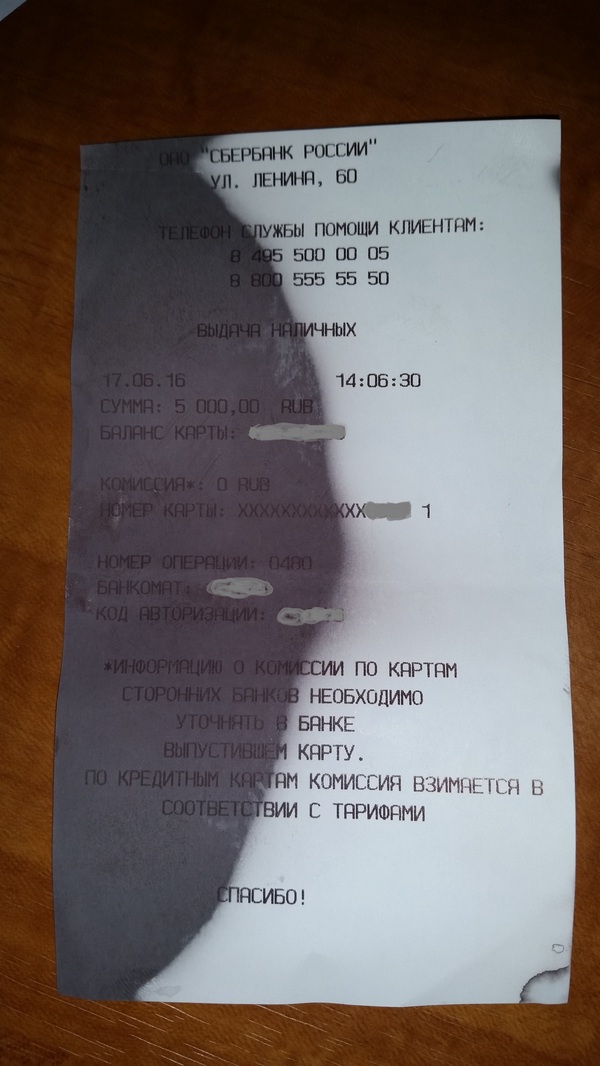 ОАО "СБЕРБАНК РОССИИ"
УЛ. ЛЕНИНА, 60
ТЕЛЕФОН СЛУЖБЫ ПОМОЩИ КЛИЕНТАМ:
8 495 500 00 05
8 800 555 55 50
ВЫДАЧА НАЛИЧНЫХ
17.06.16 14:06:30
СУММА: 5 000,00 RUB
БАЛАНС КАРТЫ:
КОМИССИЯ*: 0 RUB
НОМЕР КАРТЫ: XXXXXXXXXXXXXX 1
НОМЕР ОПЕРАЦИИ: 0480
БАНКОМАТ:
КОД АВТОРИЗАЦИИ:
*ИНФОРМАЦИЮ О КОМИССИИ ПО КАРТАМ
СТОРОННИХ БАНКОВ НЕОБХОДИМО
УТОЧНЯТЬ В БАНКЕ
ВЫПУСТИВШЕМ КАРТУ.
ПО КРЕДИТНЫМ КАРТАМ КОМИССИЯ ВЗИМАЕТСЯ В
СООТВЕТСТВИИ С ТАРИФАМИ
СПАСИБО!